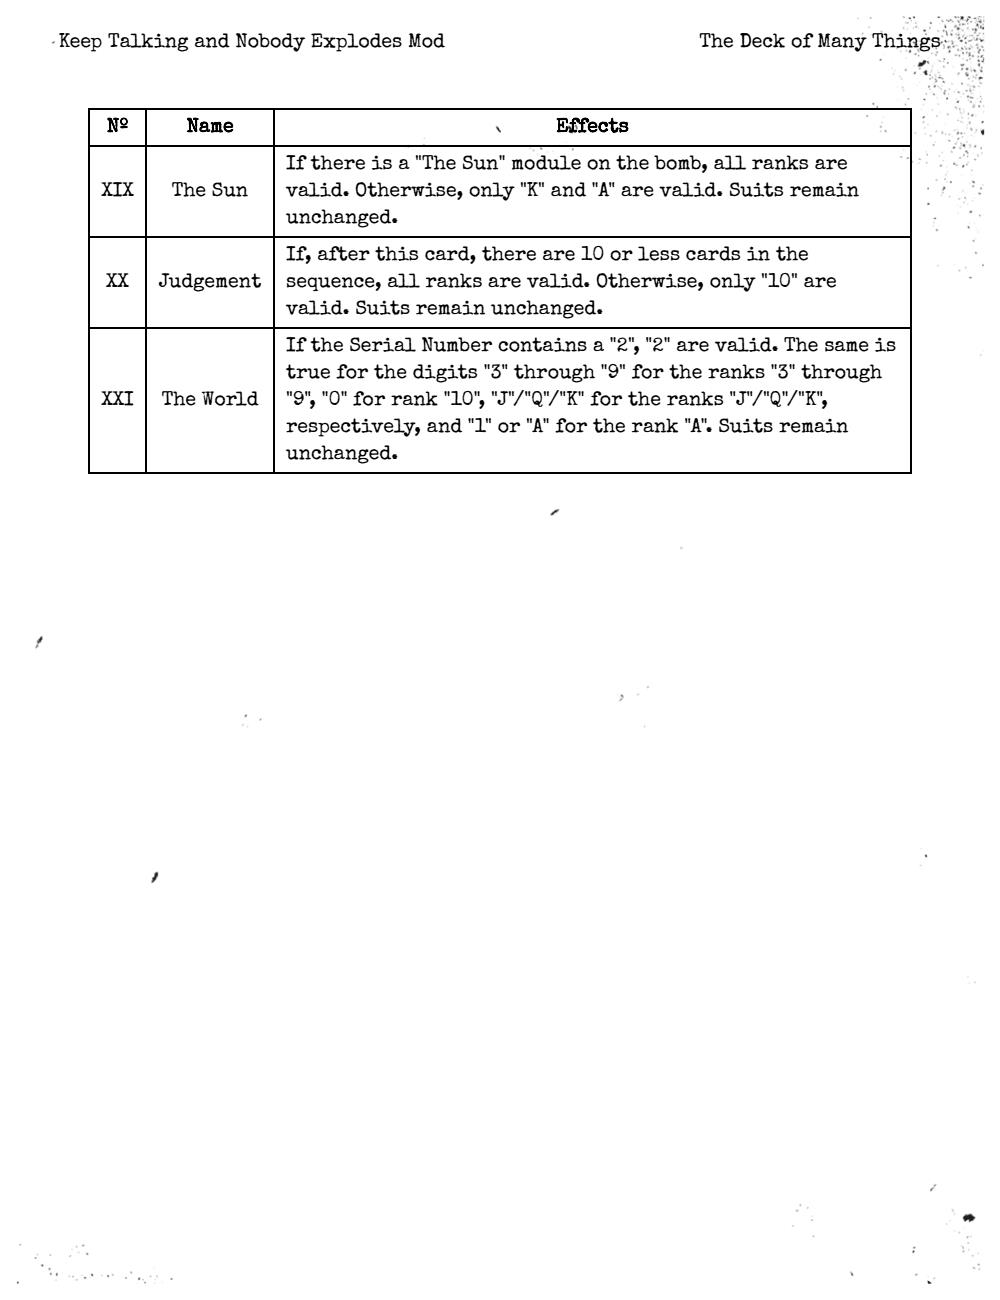 Keep Talking and Nobody Explodes Mod The Deck of Many Things
Nº Name Effects
XIX The Sun If there is a "The Sun" module on the bomb, all ranks are
valid. Otherwise, only "K" and "A" are valid. Suits remain
unchanged.
XX Judgement If, after this card, there are 10 or less cards in the
sequence, all ranks are valid. Otherwise, only "10" are
valid. Suits remain unchanged.
XXI The World If the Serial Number contains a "2", "2" are valid. The same is
true for the digits "3" through "9" for the ranks "3" through
"9", "0" for rank "10", "J"/"Q"/"K" for the ranks "J"/"Q"/"K",
respectively, and "1" or "A" for the rank "A". Suits remain
unchanged.